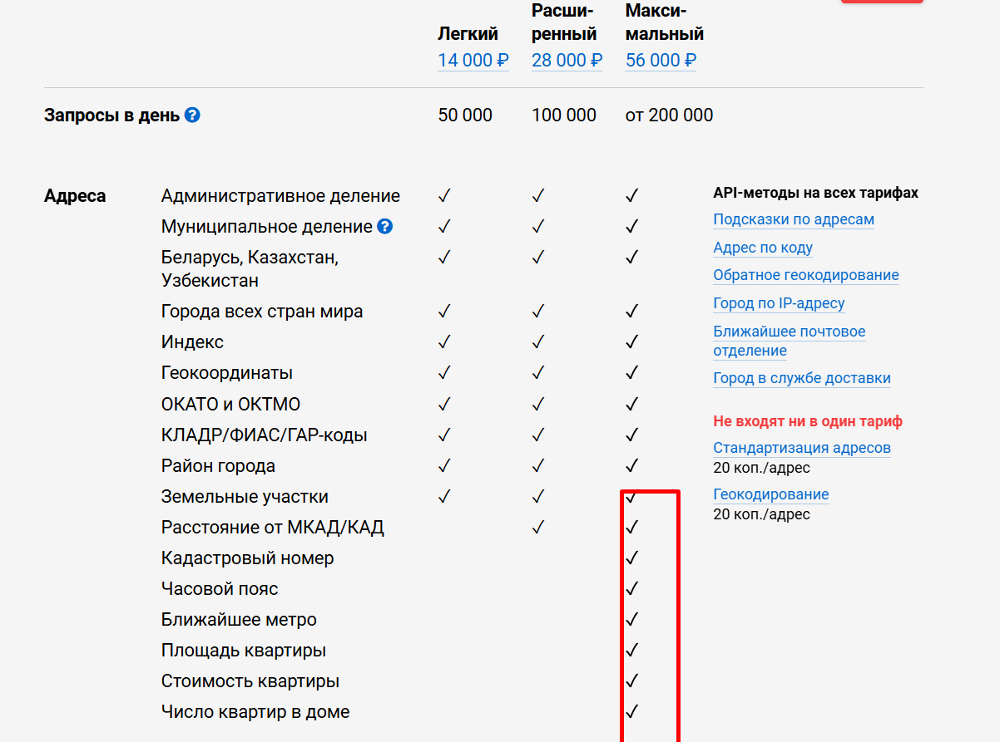 Легкий
Расши-
ренный
Макси-
мальный
14 000 ₽
28 000 ₽
56 000 ₽
Запросы в день ?
50 000
100 000
от 200 000
Адреса
Административное деление ✓ ✓ ✓
Муниципальное деление ? ✓ ✓ ✓
Беларусь, Казахстан, ✓ ✓ ✓
Узбекистан
Города всех стран мира ✓ ✓ ✓
Индекс ✓ ✓ ✓
Геокоординаты ✓ ✓ ✓
ОКАТО и ОКТМО ✓ ✓ ✓
КЛАДР/ФИАС/ГАР-коды ✓ ✓ ✓
Район города ✓ ✓ ✓
Земельные участки ✓ ✓ ✓
Расстояние от МКАД/КАД ✓ ✓
Кадастровый номер ✓
Часовой пояс ✓
Ближайшее метро ✓
Площадь квартиры ✓
Стоимость квартиры ✓
Число квартир в доме ✓
API-методы на всех тарифах
Подсказки по адресам
Адрес по коду
Обратное геокодирование
Город по IP-адресу
Ближайшее почтовое
отделение
Город в службе доставки
Не входят ни в один тариф
Стандартизация адресов
20 коп./адрес
Геокодирование
20 коп./адрес